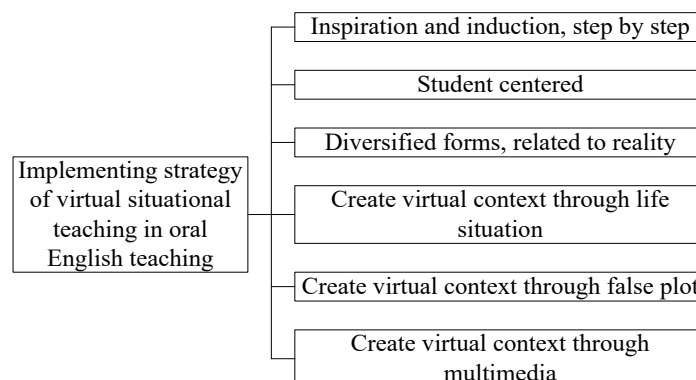 Inspiration and induction, step by step
Student centered
Diversified forms, related to reality
Implementing strategy
of virtual situational
teaching in oral
English teaching
Create virtual context through life
situation
Create virtual context through false plot
Create virtual context through
multimedia